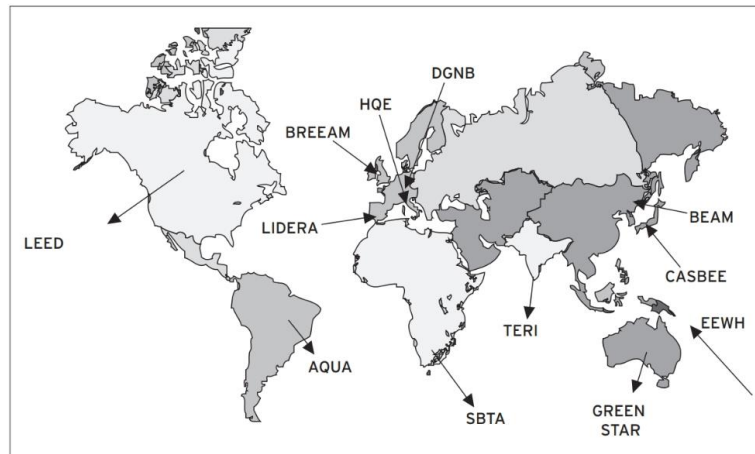 DGNB
HQE
BREEAM
LIDERA
LEED
BEAM
CASBEE
TERI
EEWH
AQUA
SBTA
GREEN
STAR